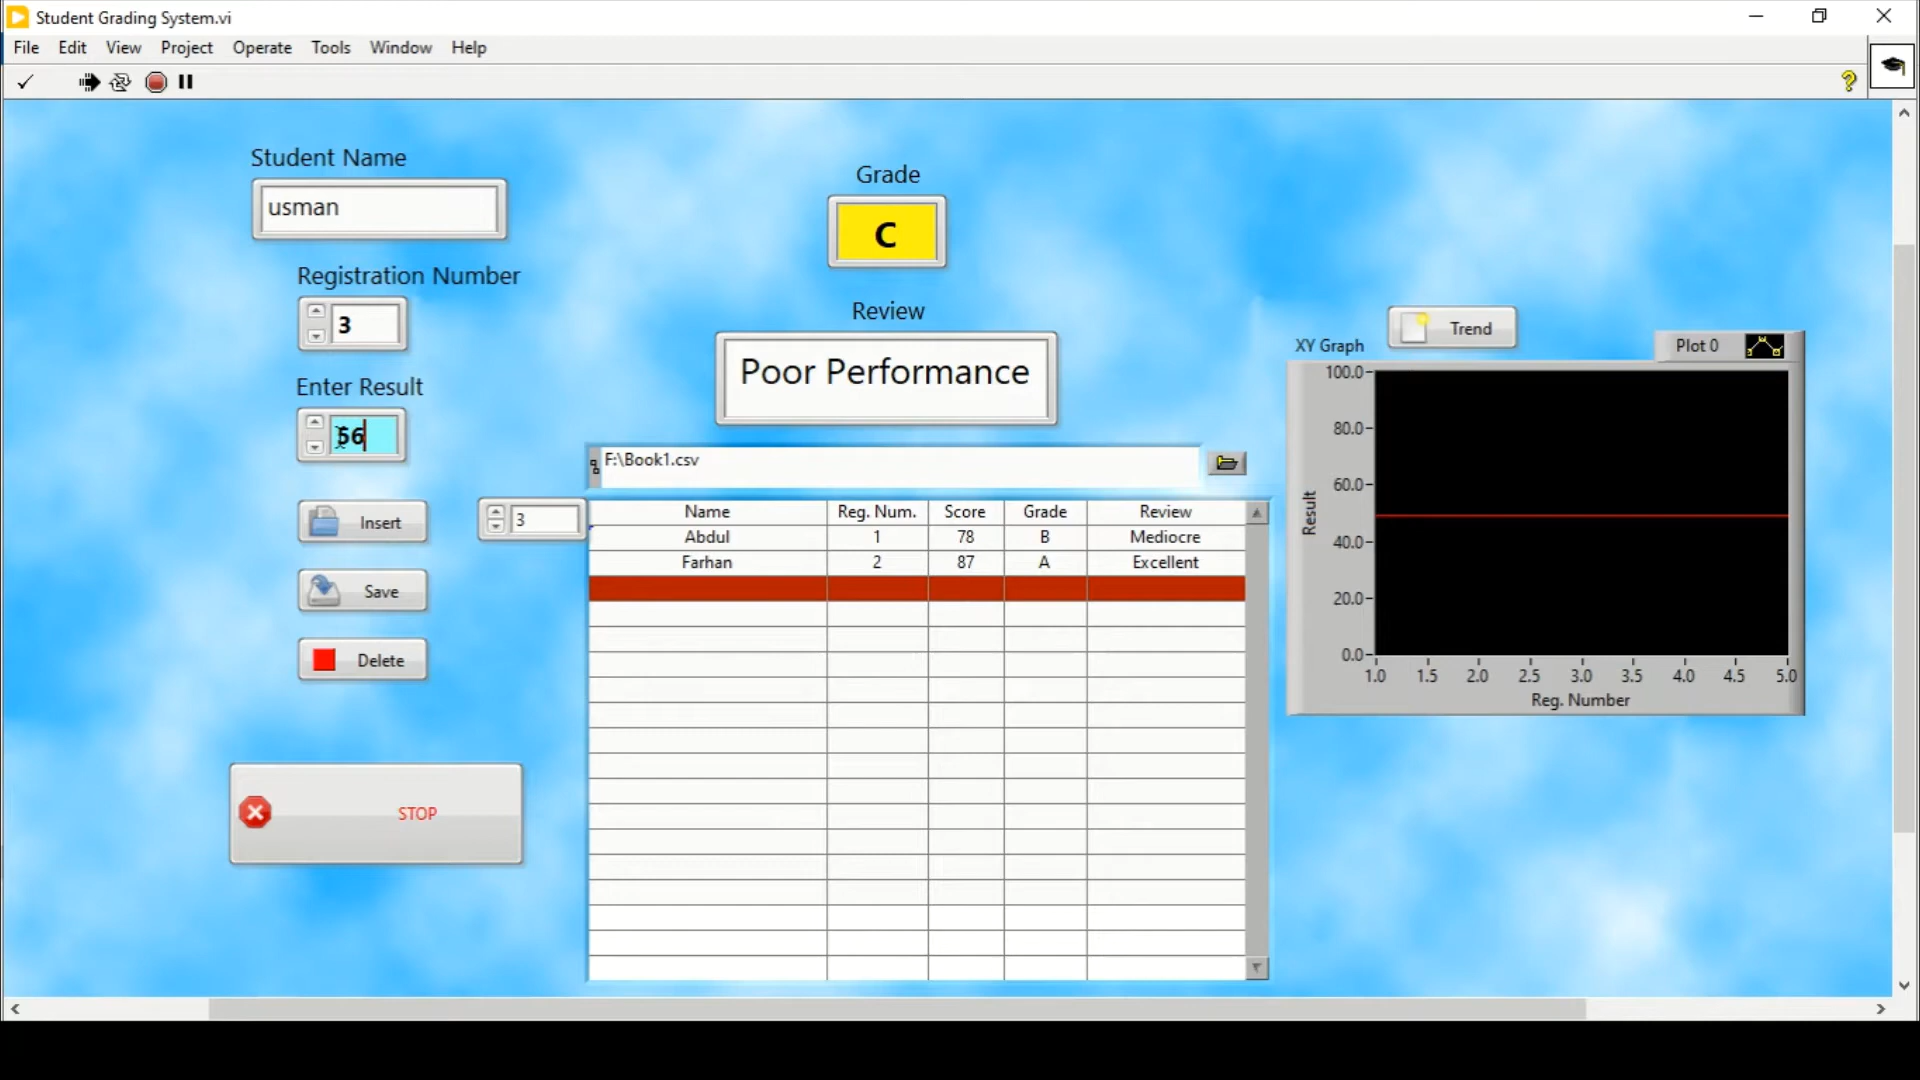 Student Grading System.vi
File Edit View Project Operate Tools Window Help
Student Name
usman
Registration Number
3
Enter Result
56
Insert
Save
Delete
STOP
Grade
C
Review
Poor Performance
F:\Book1.csv
3
Name Reg. Num. Score Grade Review
Abdul 1 78 B Mediocre
Farhan 2 87 A Excellent
Trend
XY Graph
Plot 0
100.0
80.0
60.0
40.0
20.0
0.0
Result
1.0 1.5 2.0 2.5 3.0 3.5 4.0 4.5 5.0
Reg. Number